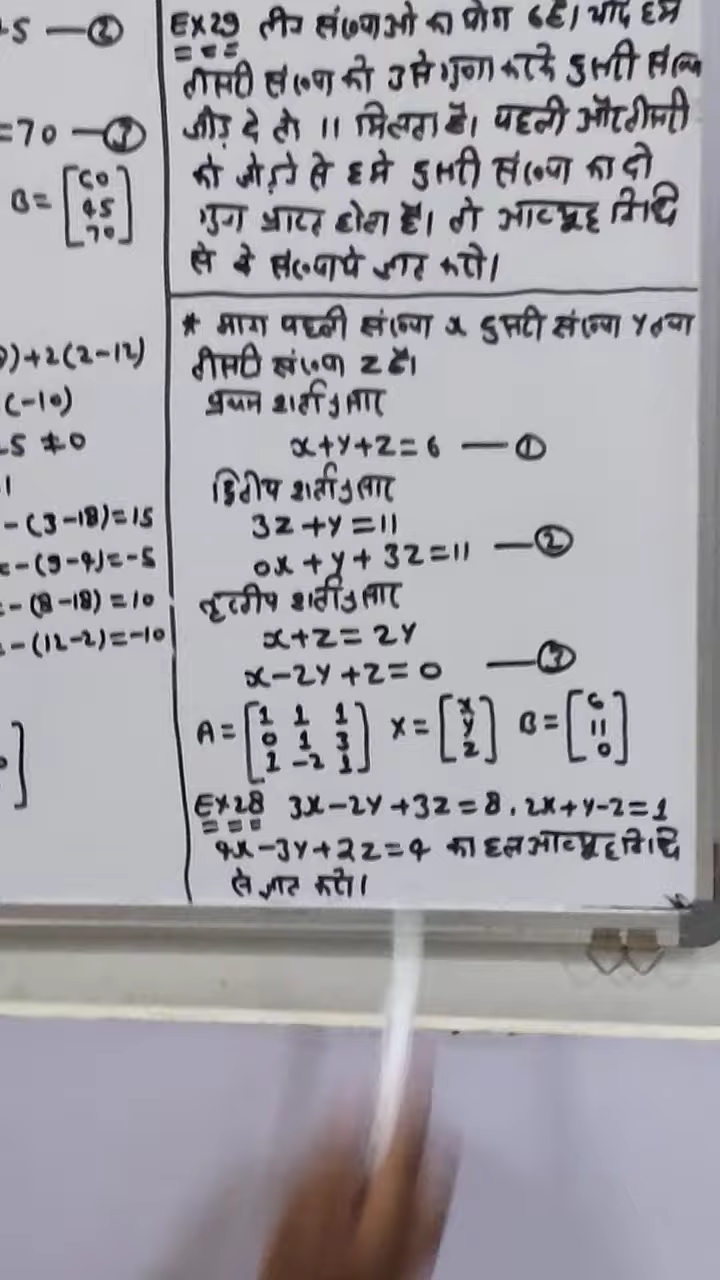 -5 — ②
=70 — ③
B = [60 45 70]
)+2(2-12)
(-10)
-5 ≠ 0
1
-(3-18)=15
= -(9-4)=-5
= -(8-18)=10
= -(12-2)=-10
EX29 तीन संख्याओ का योग 6 है। यदि हम
तीसरी संख्या को 3 से गुणा करके दुसरी संख्या
जोड़ दे तो 11 मिलता है। पहली और तीसरी
को जोड़ने से हमे दुसरी संख्या का दो
गुना प्राप्त होता है। तो आव्यूह विधि
से वे संख्याये ज्ञात करो।
* माना पहली संख्या x दुसरी संख्या y तथा
तीसरी संख्या z है।
प्रथम शर्तानुसार
x+y+z=6 — ①
द्वितीय शर्तानुसार
3z+y=11
0x+y+3z=11 — ②
तृतीय शर्तानुसार
x+z=2y
x-2y+z=0 — ③
A = [1 1 1 0 1 3 1 -2 1] X = [x y z] B = [6 11 0]
EX28 3x-2y+3z=8, 2x+y-z=1
4x-3y+2z=4 का हल आव्यूह विधि
से ज्ञात करो।